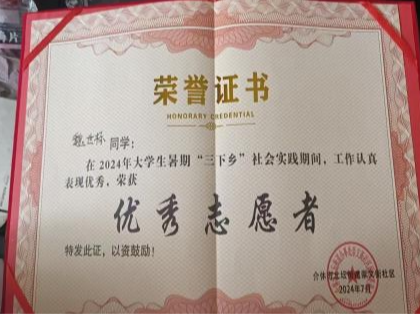 荣誉证书
HONORARY CREDENTIAL
同学：
在2024年大学生暑期“三下乡”社会实践期间，工作认真
表现优秀，荣获
优秀志愿者
特发此证，以资鼓励！
2024年7月